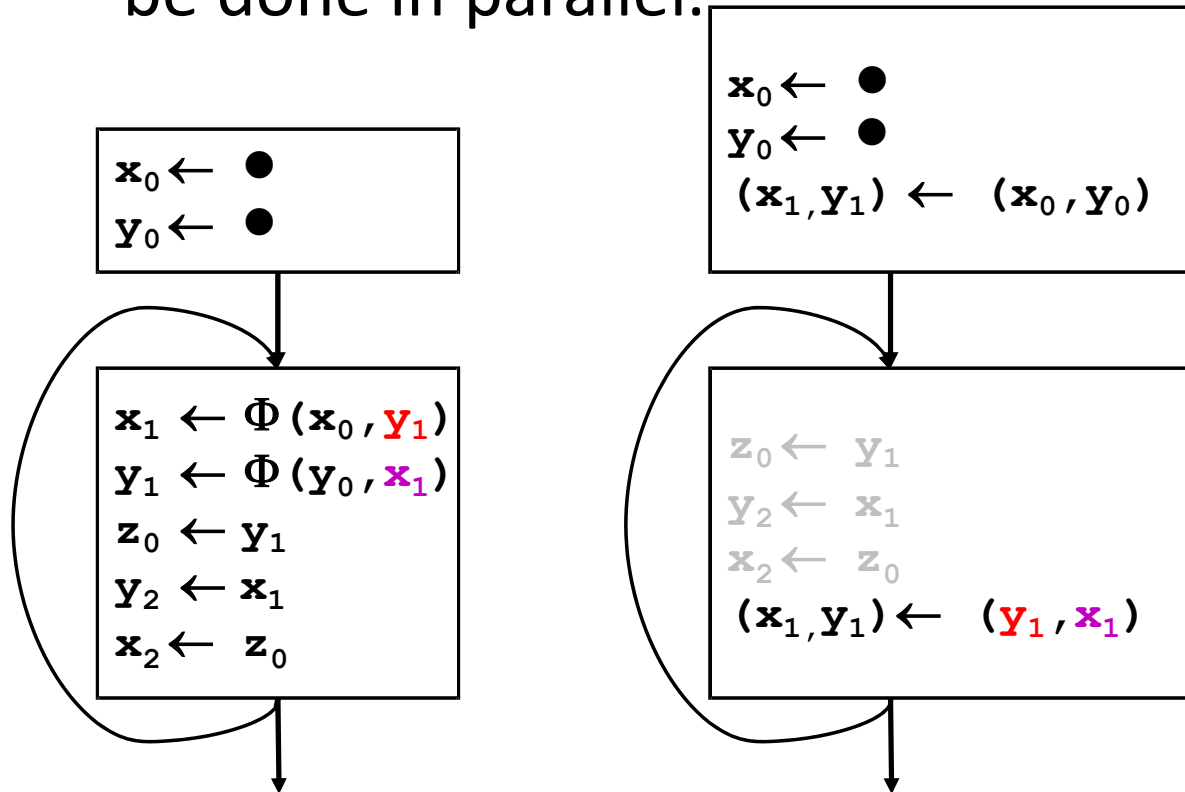 be done in parallel.
x₀← ●
y₀← ●
x₁ ← Φ(x₀,y₁)
y₁ ← Φ(y₀,x₁)
z₀ ← y₁
y₂ ← x₁
x₂← z₀
x₀← ●
y₀← ●
(x₁,y₁) ← (x₀,y₀)
z₀← y₁
y₂← x₁
x₂← z₀
(x₁,y₁)← (y₁,x₁)